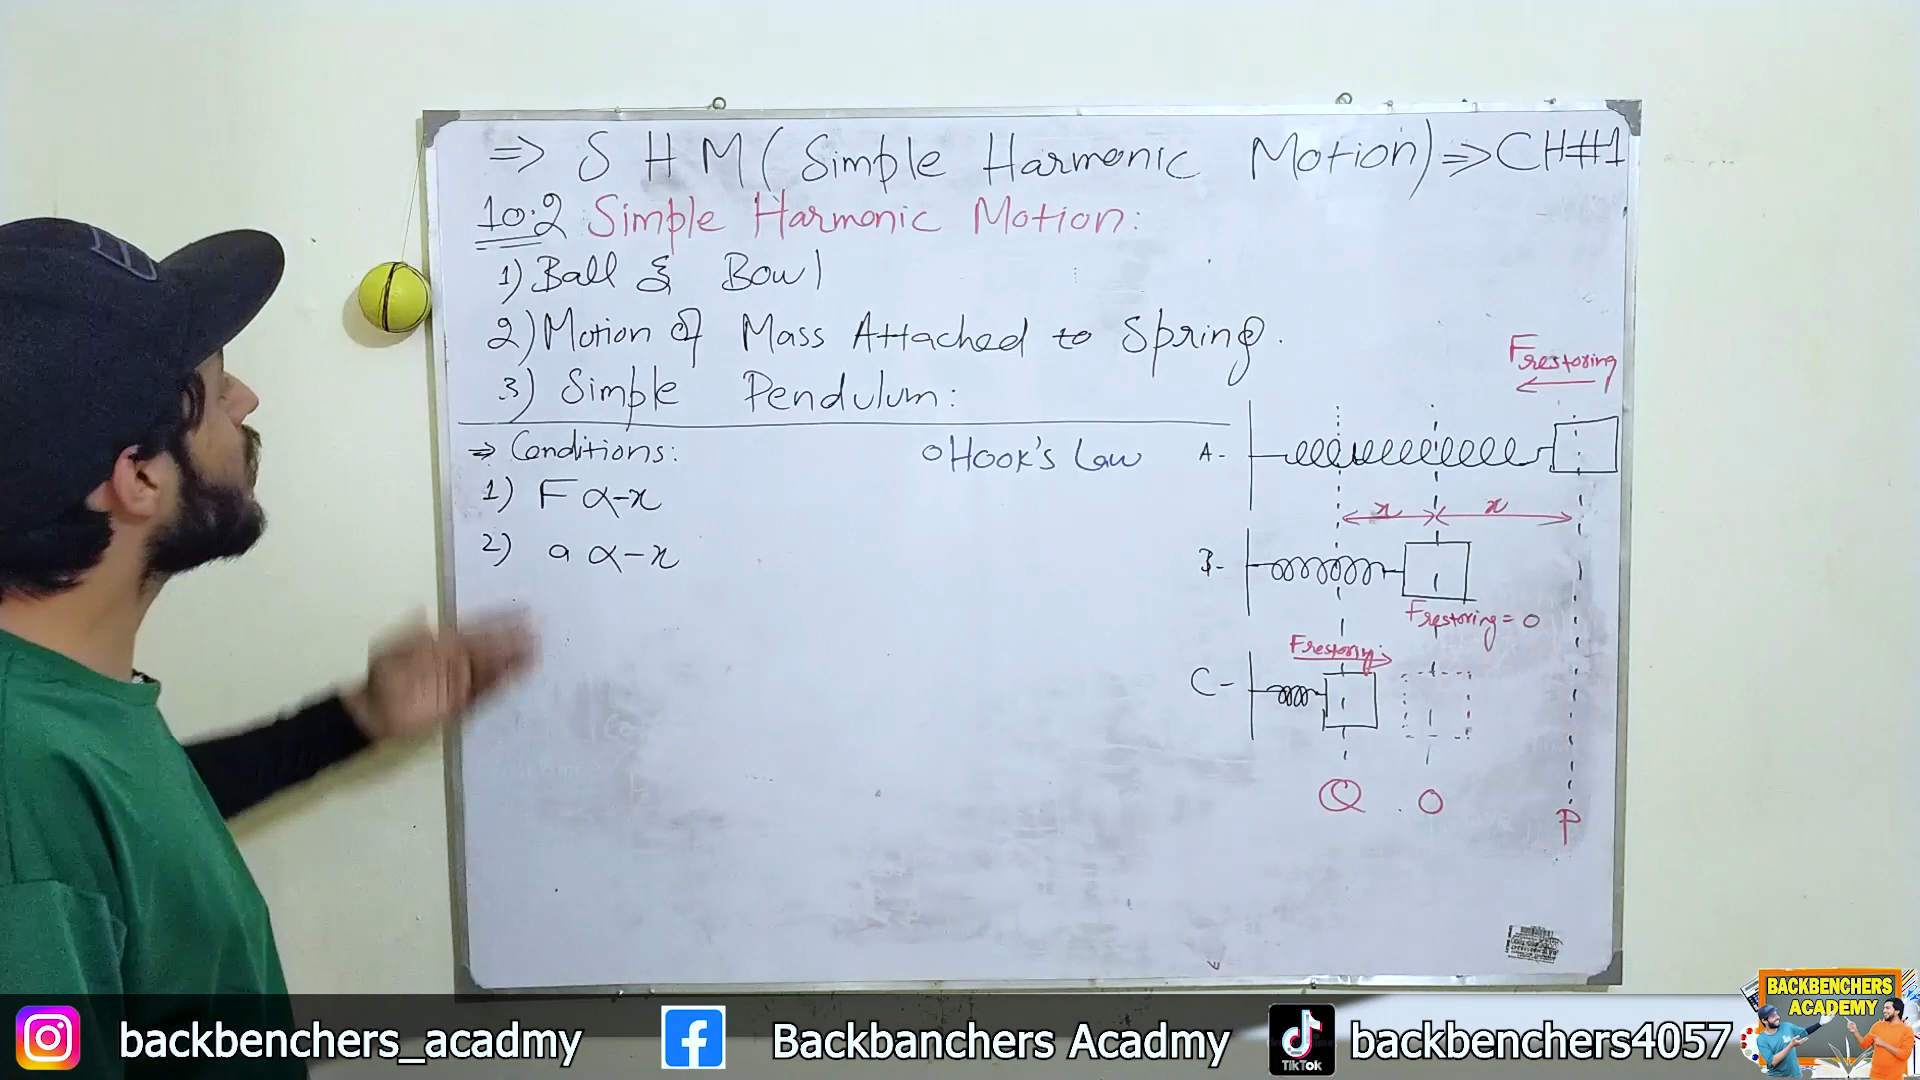 ⇒ S H M (Simple Harmonic Motion) ⇒ CH#1
10.2 Simple Harmonic Motion:
1) Ball & Bowl
2) Motion of Mass Attached to Spring.
3) Simple Pendulum:
⇒ Conditions:
1) F α -x
2) a α -x
Hook's Law
Frestoring
A-
x x
B-
Frestoring = 0
Frestoring
C-
Q O P
backbenchers_acadmy
Backbanchers Acadmy
TikTok
backbenchers4057
BACKBENCHERS
ACADEMY